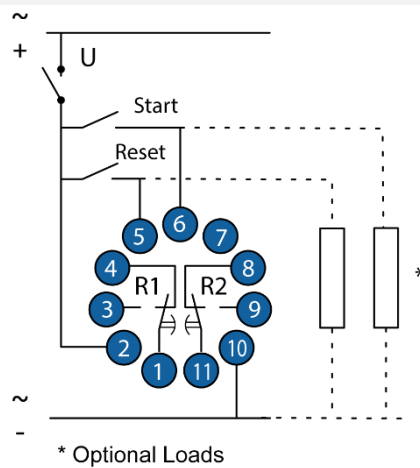 ~
+
U
Start
Reset
6
5 7
4 8
R1 R2
3 9
2 10
1 11
*
~
-
* Optional Loads